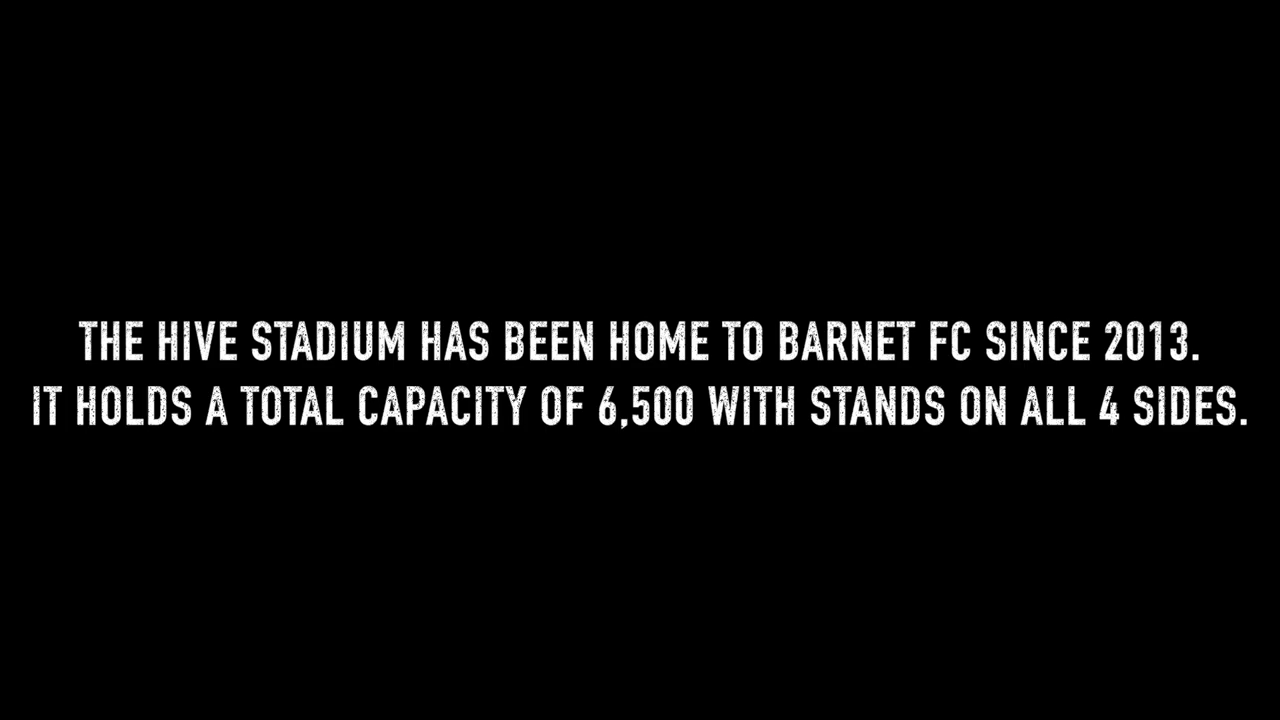 THE HIVE STADIUM HAS BEEN HOME TO BARNET FC SINCE 2013.
IT HOLDS A TOTAL CAPACITY OF 6,500 WITH STANDS ON ALL 4 SIDES.